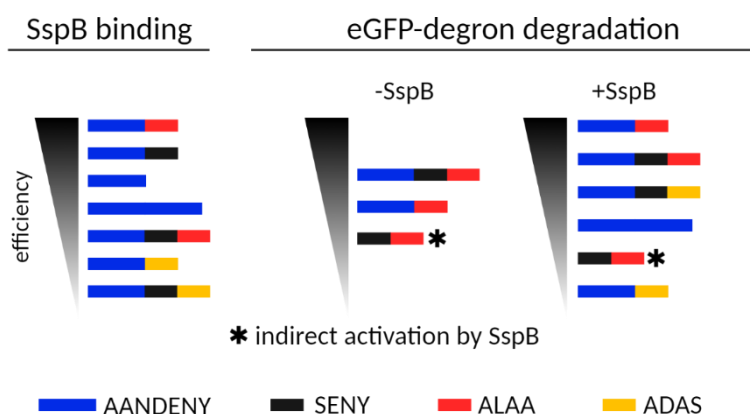 SspB binding
eGFP-degron degradation
-SspB
+SspB
efficiency
✱ indirect activation by SspB
AANDENY
SENY
ALAA
ADAS